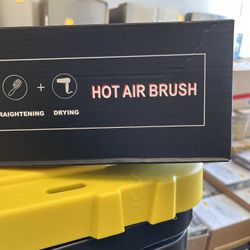 + HOT AIR BRUSH
RAIGHTENING DRYING